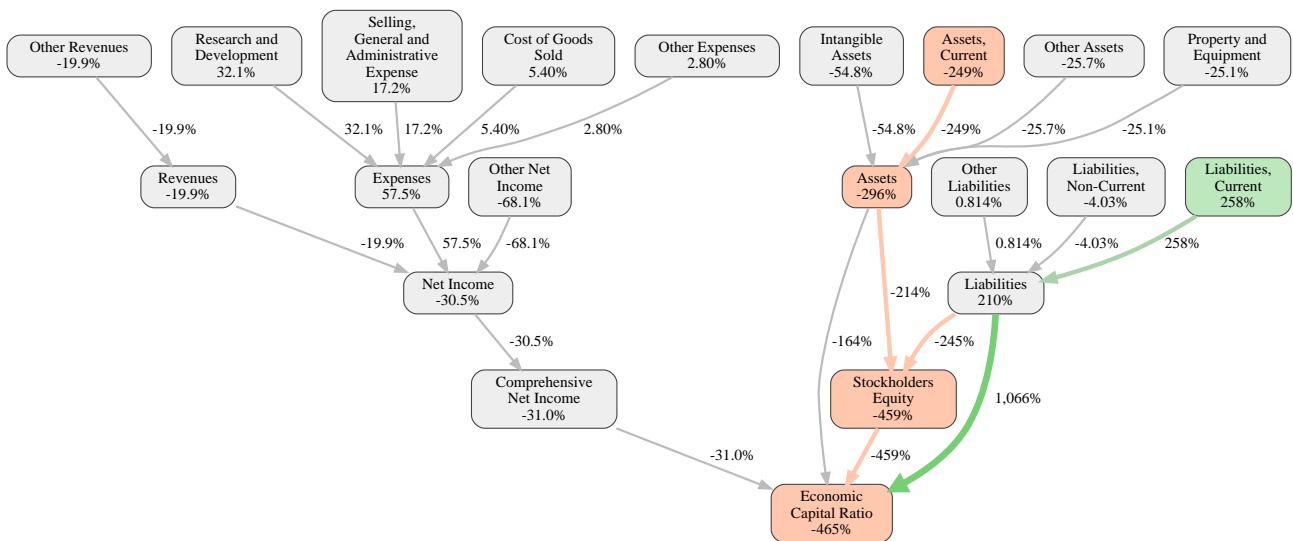 Other Revenues
-19.9%
Research and
Development
32.1%
Selling,
General and
Administrative
Expense
17.2%
Cost of Goods
Sold
5.40%
Other Expenses
2.80%
Intangible
Assets
-54.8%
Assets,
Current
-249%
Other Assets
-25.7%
Property and
Equipment
-25.1%
-19.9%
32.1%
17.2%
5.40%
2.80%
-54.8%
-249%
-25.7%
-25.1%
Revenues
-19.9%
Expenses
57.5%
Other Net
Income
-68.1%
Assets
-296%
Other
Liabilities
0.814%
Liabilities,
Non-Current
-4.03%
Liabilities,
Current
258%
-19.9%
57.5%
-68.1%
0.814%
-4.03%
258%
Net Income
-30.5%
Liabilities
210%
-214%
-30.5%
-164%
-245%
Comprehensive
Net Income
-31.0%
Stockholders
Equity
-459%
1,066%
-31.0%
-459%
Economic
Capital Ratio
-465%